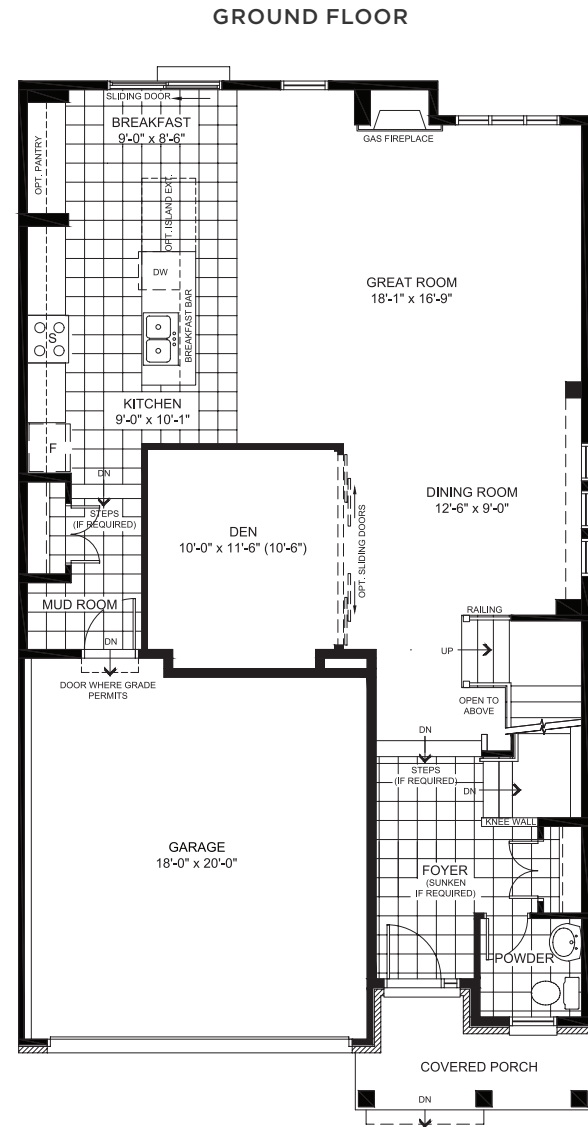 GROUND FLOOR
SLIDING DOOR
BREAKFAST
9'-0" x 8'-6"
OPT. PANTRY
GAS FIREPLACE
OPT. ISLAND EXT.
DW
BREAKFAST BAR
GREAT ROOM
18'-1" x 16'-9"
S
KITCHEN
9'-0" x 10'-1"
F
DN
STEPS
(IF REQUIRED)
DEN
10'-0" x 11'-6" (10'-6")
OPT. SLIDING DOORS
DINING ROOM
12'-6" x 9'-0"
MUD ROOM
DN
DOOR WHERE GRADE
PERMITS
RAILING
UP
OPEN TO
ABOVE
DN
STEPS
(IF REQUIRED)
DN
KNEE WALL
GARAGE
18'-0" x 20'-0"
FOYER
(SUNKEN
IF REQUIRED)
POWDER
COVERED PORCH
DN